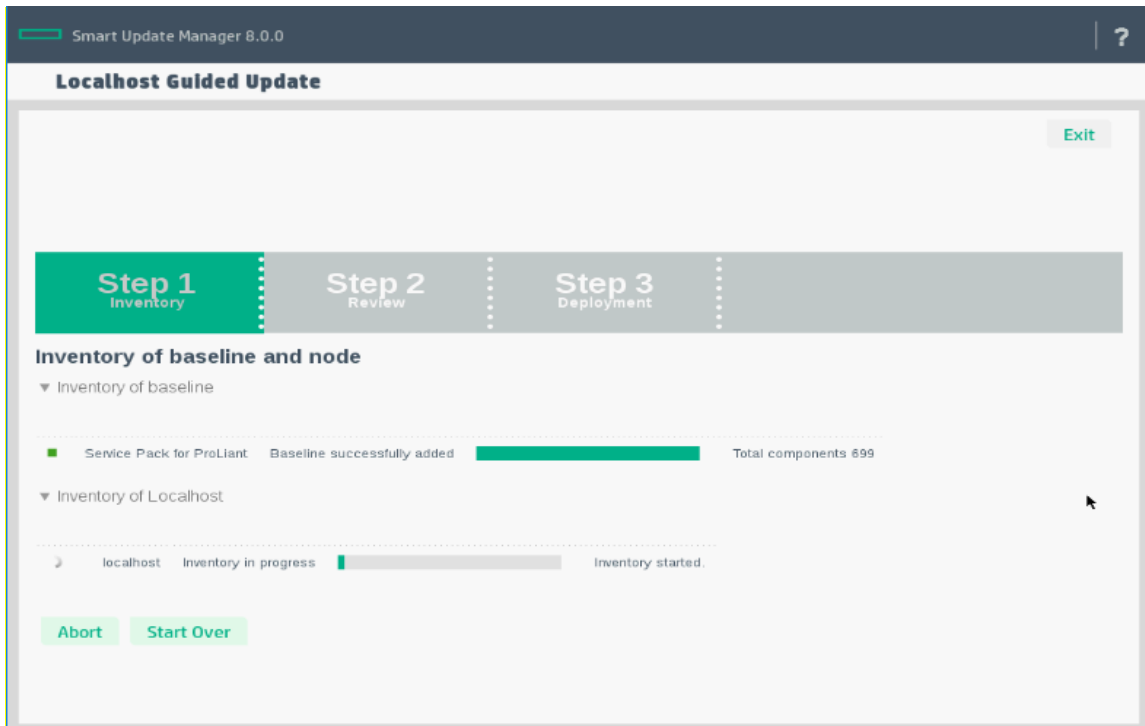 Smart Update Manager 8.0.0
?
Localhost Guided Update
Exit
Step 1
Inventory
Step 2
Review
Step 3
Deployment
Inventory of baseline and node
Inventory of baseline
Service Pack for ProLiant Baseline successfully added Total components 699
Inventory of Localhost
localhost Inventory in progress Inventory started.
Abort Start Over